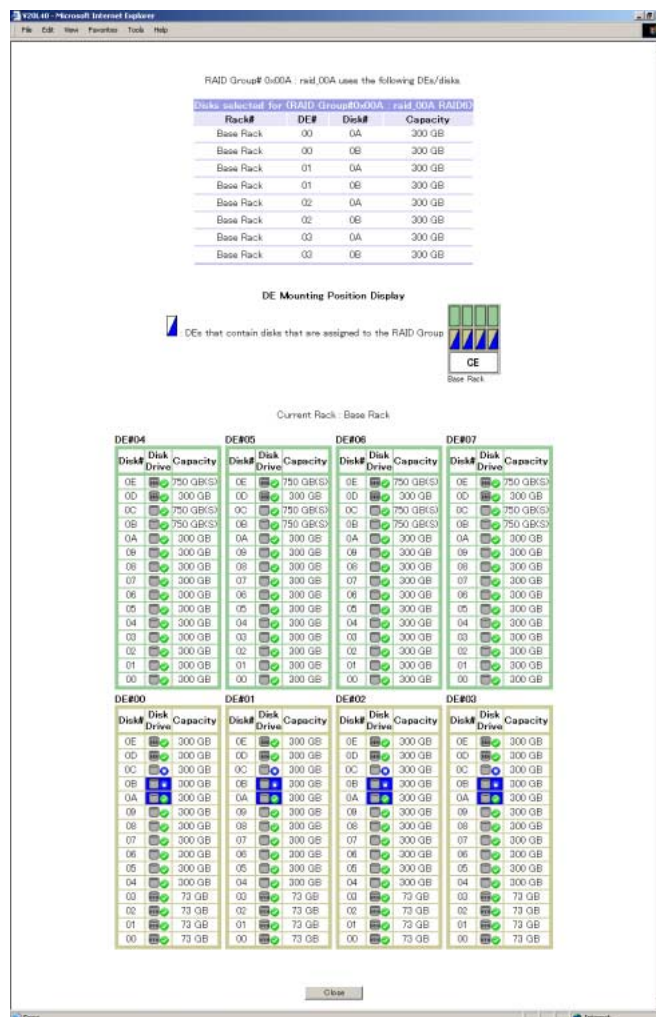 V20L40 - Microsoft Internet Explorer
File Edit View Favorites Tools Help
RAID Group# 0x00A : raid_00A uses the following DEs/disks
Disks selected for (RAID Group#0x00A : raid_00A RAID6)
Rack# DE# Disk# Capacity
Base Rack 00 0A 300 GB
Base Rack 00 0B 300 GB
Base Rack 01 0A 300 GB
Base Rack 01 0B 300 GB
Base Rack 02 0A 300 GB
Base Rack 02 0B 300 GB
Base Rack 03 0A 300 GB
Base Rack 03 0B 300 GB
DE Mounting Position Display
DEs that contain disks that are assigned to the RAID Group
CE
Base Rack
Current Rack : Base Rack
DE#04 DE#05 DE#06 DE#07
Disk# Disk Drive Capacity Disk# Disk Drive Capacity Disk# Disk Drive Capacity Disk# Disk Drive Capacity
0E 750 GB(S) 0E 750 GB(S) 0E 750 GB(S) 0E 750 GB(S)
0D 300 GB 0D 300 GB 0D 300 GB 0D 300 GB
0C 750 GB(S) 0C 750 GB(S) 0C 750 GB(S) 0C 750 GB(S)
0B 750 GB(S) 0B 750 GB(S) 0B 750 GB(S) 0B 750 GB(S)
0A 300 GB 0A 300 GB 0A 300 GB 0A 300 GB
09 300 GB 09 300 GB 09 300 GB 09 300 GB
08 300 GB 08 300 GB 08 300 GB 08 300 GB
07 300 GB 07 300 GB 07 300 GB 07 300 GB
06 300 GB 06 300 GB 06 300 GB 06 300 GB
05 300 GB 05 300 GB 05 300 GB 05 300 GB
04 300 GB 04 300 GB 04 300 GB 04 300 GB
03 300 GB 03 300 GB 03 300 GB 03 300 GB
02 300 GB 02 300 GB 02 300 GB 02 300 GB
01 300 GB 01 300 GB 01 300 GB 01 300 GB
00 300 GB 00 300 GB 00 300 GB 00 300 GB
DE#00 DE#01 DE#02 DE#03
Disk# Disk Drive Capacity Disk# Disk Drive Capacity Disk# Disk Drive Capacity Disk# Disk Drive Capacity
0E 300 GB 0E 300 GB 0E 300 GB 0E 300 GB
0D 300 GB 0D 300 GB 0D 300 GB 0D 300 GB
0C 300 GB 0C 300 GB 0C 300 GB 0C 300 GB
0B 300 GB 0B 300 GB 0B 300 GB 0B 300 GB
0A 300 GB 0A 300 GB 0A 300 GB 0A 300 GB
09 300 GB 09 300 GB 09 300 GB 09 300 GB
08 300 GB 08 300 GB 08 300 GB 08 300 GB
07 300 GB 07 300 GB 07 300 GB 07 300 GB
06 300 GB 06 300 GB 06 300 GB 06 300 GB
05 300 GB 05 300 GB 05 300 GB 05 300 GB
04 300 GB 04 300 GB 04 300 GB 04 300 GB
03 73 GB 03 73 GB 03 73 GB 03 73 GB
02 73 GB 02 73 GB 02 73 GB 02 73 GB
01 73 GB 01 73 GB 01 73 GB 01 73 GB
00 73 GB 00 73 GB 00 73 GB 00 73 GB
Close